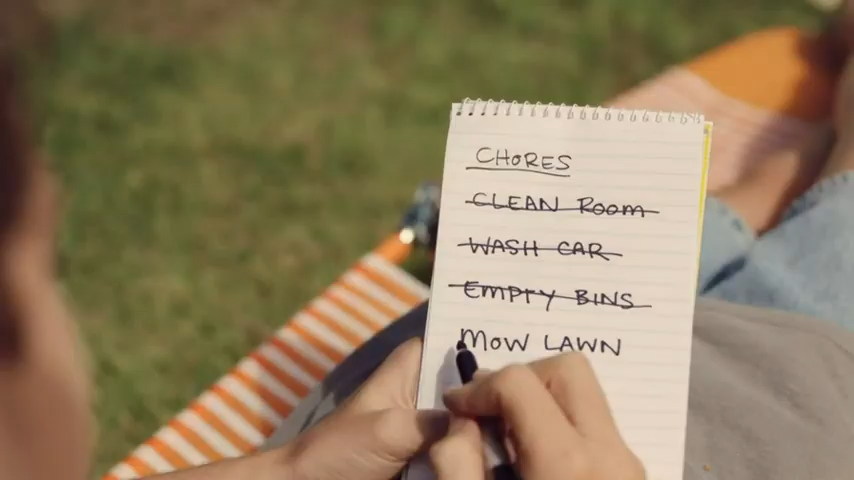 CHORES
CLEAN ROOM
WASH CAR
EMPTY BINS
MOW LAWN